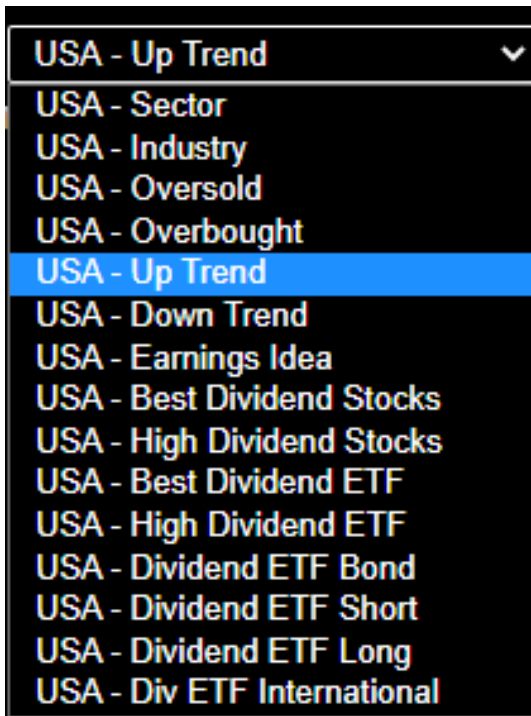 USA - Up Trend
USA - Sector
USA - Industry
USA - Oversold
USA - Overbought
USA - Up Trend
USA - Down Trend
USA - Earnings Idea
USA - Best Dividend Stocks
USA - High Dividend Stocks
USA - Best Dividend ETF
USA - High Dividend ETF
USA - Dividend ETF Bond
USA - Dividend ETF Short
USA - Dividend ETF Long
USA - Div ETF International